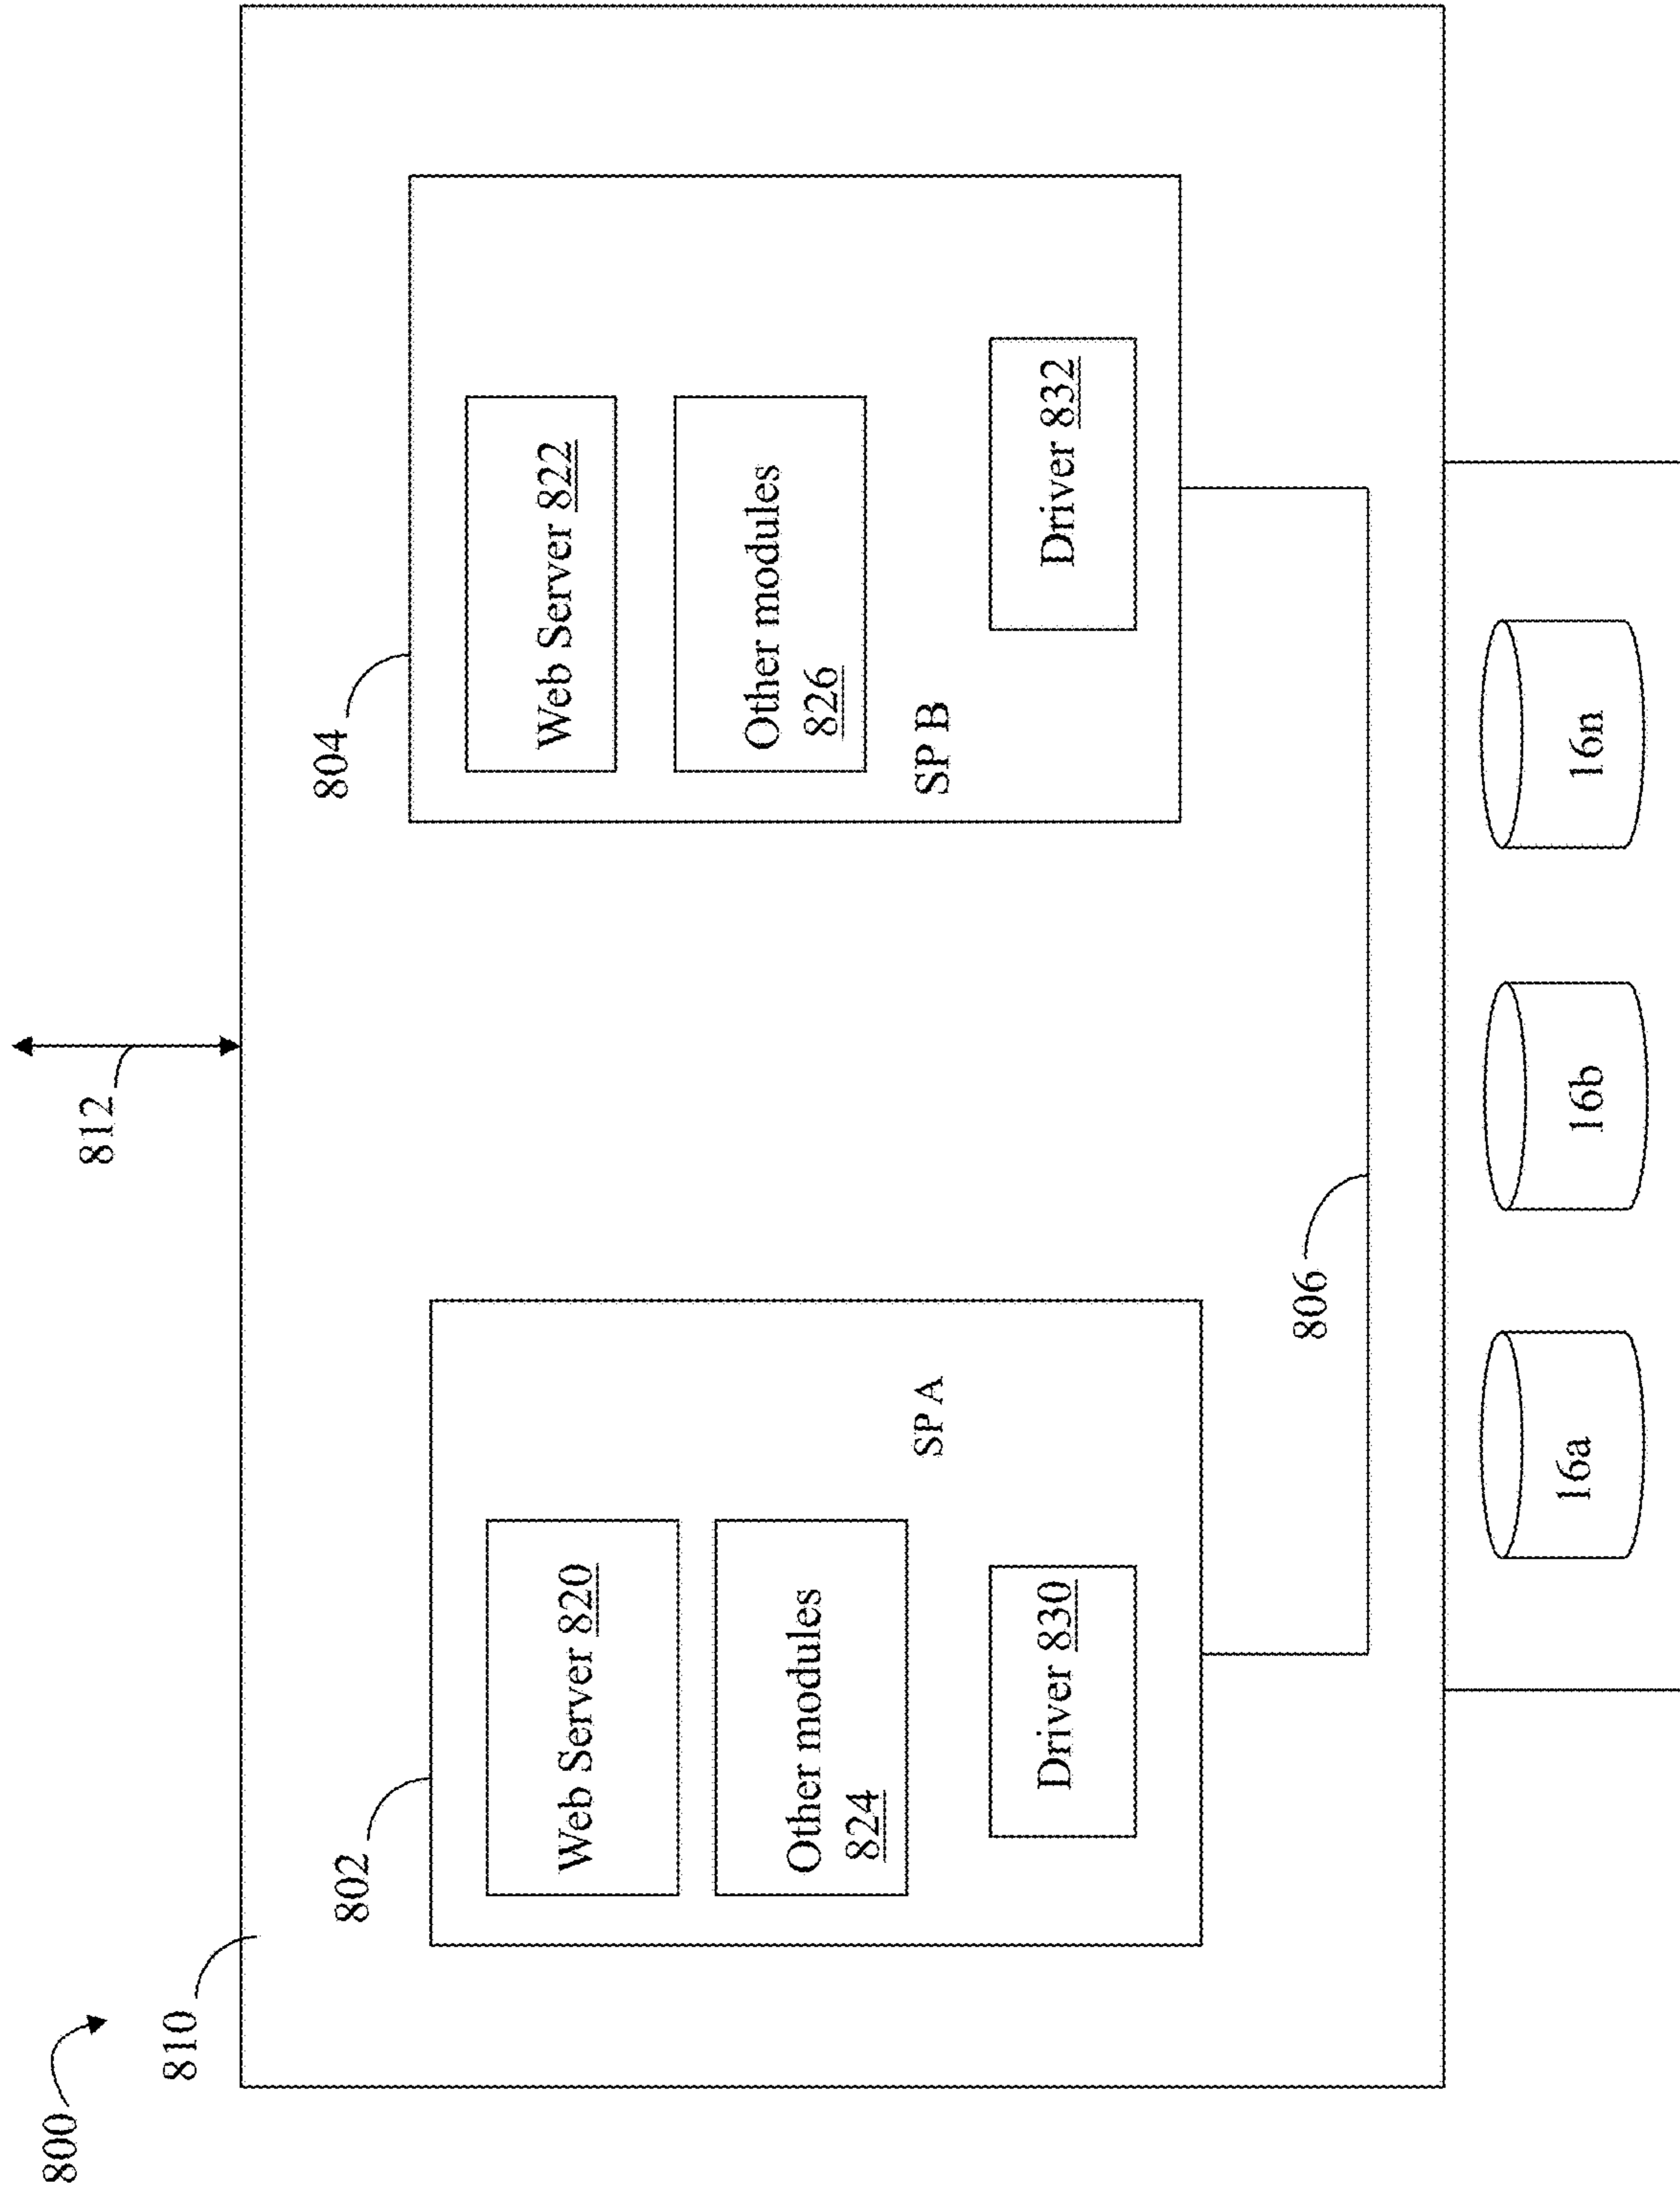 800
810
812
802
804
Web Server 820
Other modules
824
SP A
Driver 830
Web Server 822
Other modules
826
SP B
Driver 832
806
16a
16b
16n